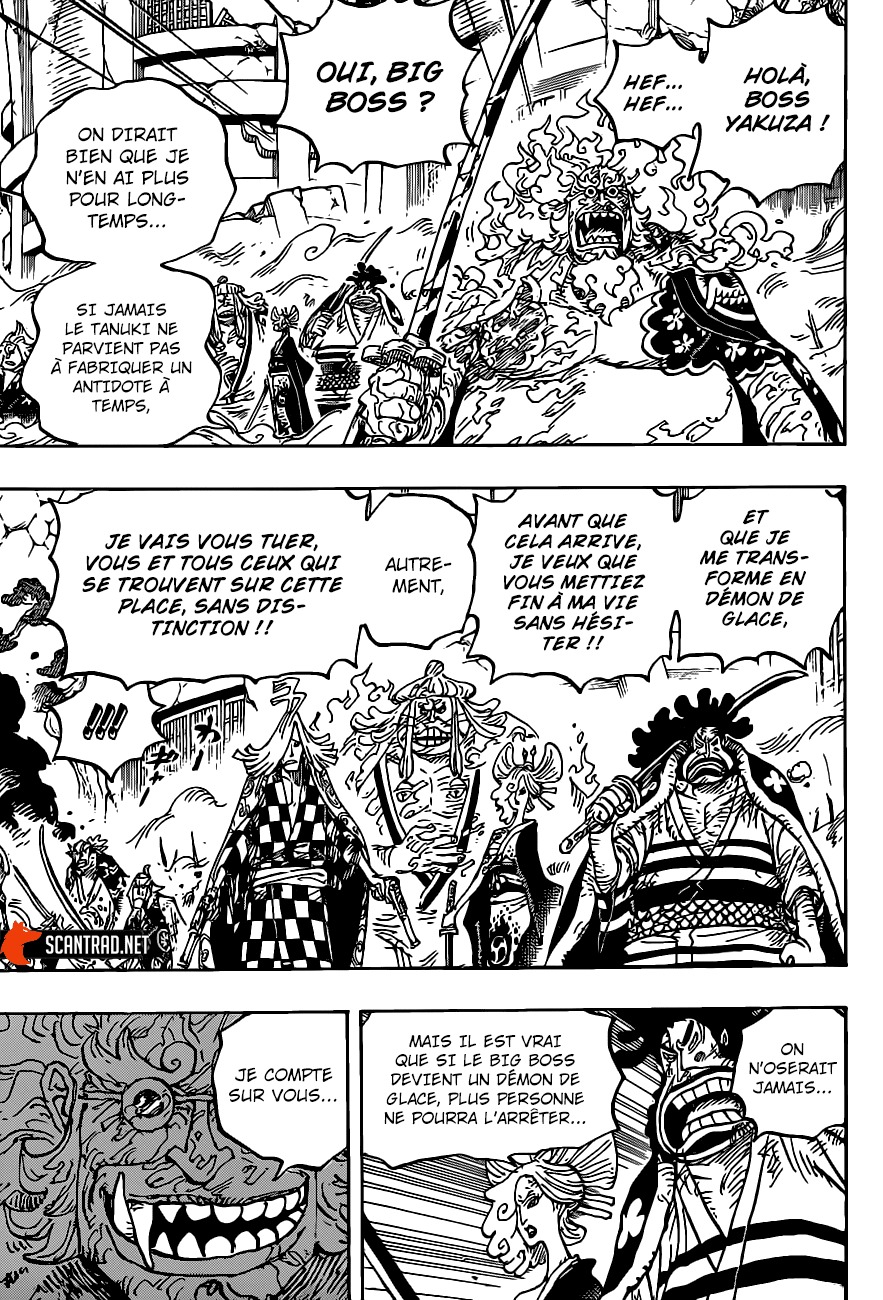 HOLÀ,
BOSS
YAKUZA !
HEF...
HEF...
OUI, BIG
BOSS ?
ON DIRAIT
BIEN QUE JE
N'EN AI PLUS
POUR LONG-
TEMPS...
SI JAMAIS
LE TANUKI NE
PARVIENT PAS
À FABRIQUER UN
ANTIDOTE À
TEMPS,
ET
QUE JE
ME TRANS-
FORME EN
DÉMON DE
GLACE,
AVANT QUE
CELA ARRIVE,
JE VEUX QUE
VOUS METTIEZ
FIN À MA VIE
SANS HÉSI-
TER !!
AUTRE-
MENT,
JE VAIS VOUS TUER,
VOUS ET TOUS CEUX QUI
SE TROUVENT SUR CETTE
PLACE, SANS DIS-
TINCTION !!
!!!
SCANTRAD.NET
ON
N'OSERAIT
JAMAIS...
MAIS IL EST VRAI
QUE SI LE BIG BOSS
DEVIENT UN DÉMON DE
GLACE, PLUS PERSONNE
NE POURRA L'ARRÊTER...
JE COMPTE
SUR VOUS...